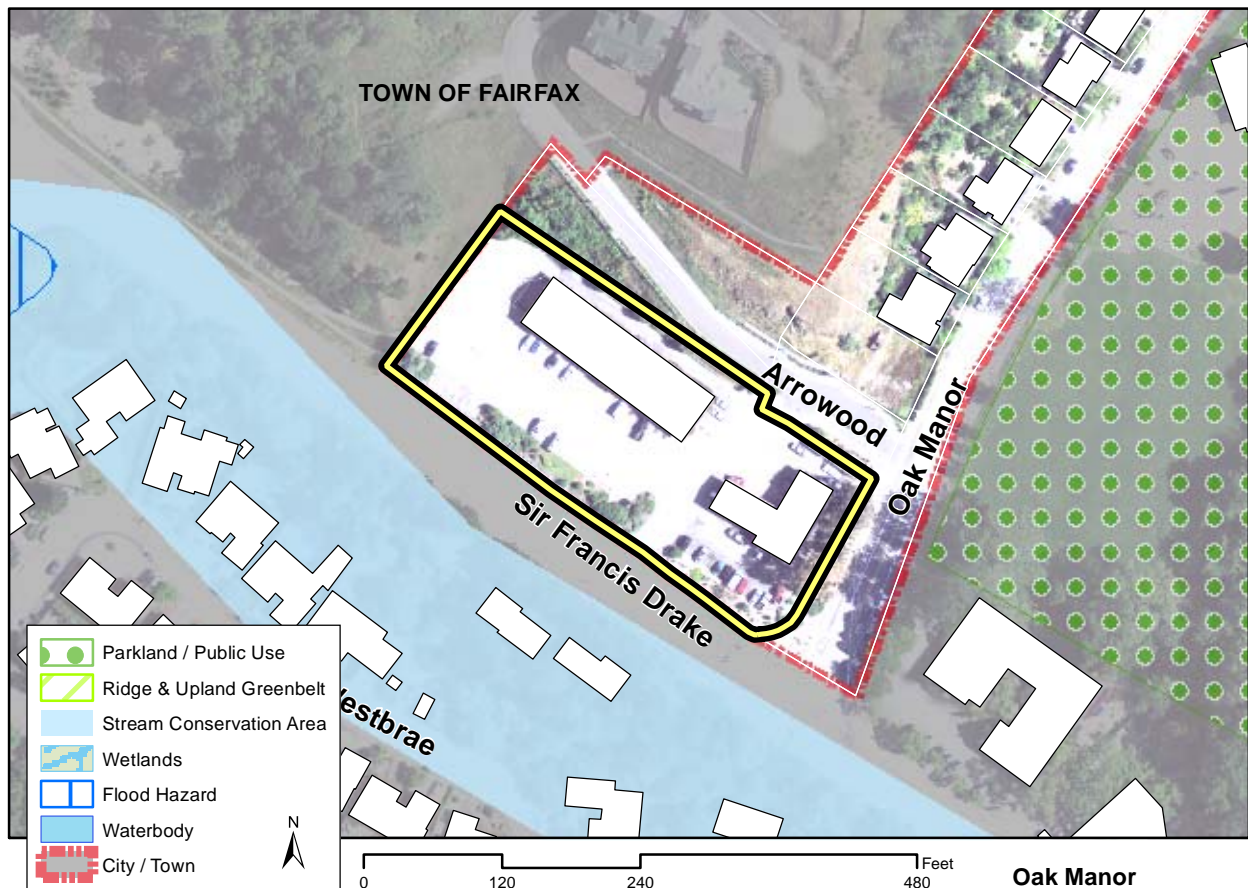 TOWN OF FAIRFAX
Arrowood
Oak Manor
Sir Francis Drake
Parkland / Public Use
Ridge & Upland Greenbelt
Stream Conservation Area
Wetlands
Flood Hazard
Waterbody
City / Town
N
Feet
0 120 240 480
Oak Manor